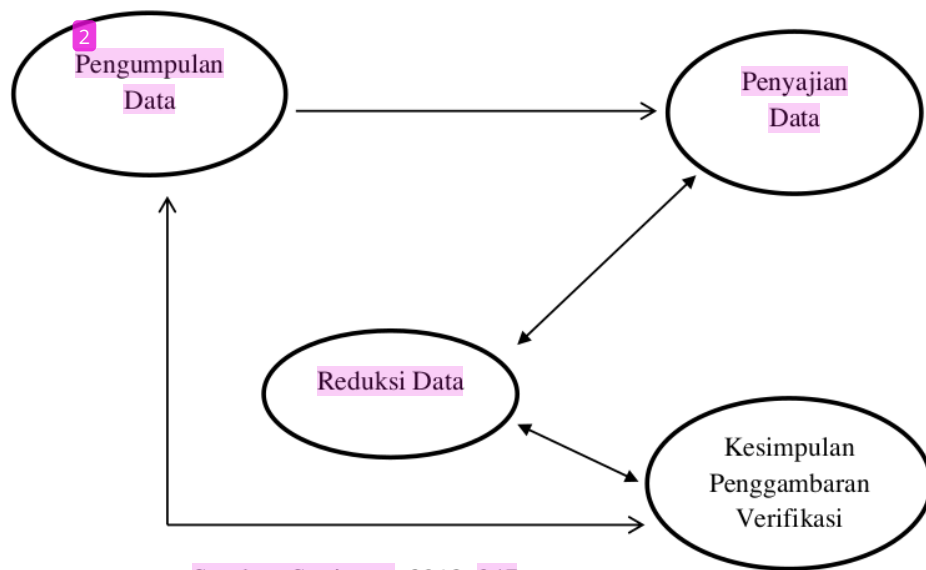 2
Pengumpulan
Data
Penyajian
Data
Reduksi Data
Kesimpulan
Penggambaran
Verifikasi